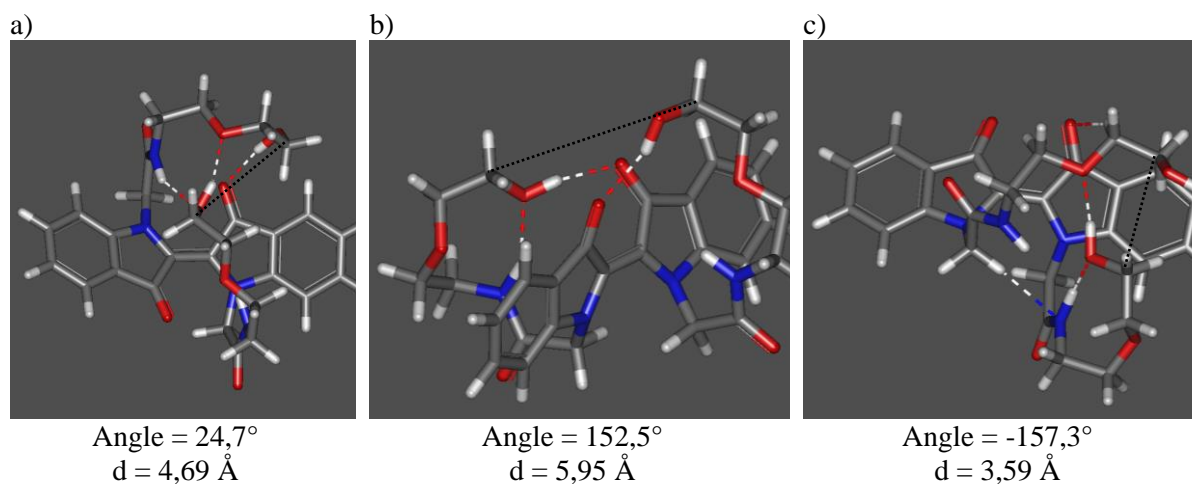 a)
b)
c)
Angle = 24,7°
d = 4,69 Å
Angle = 152,5°
d = 5,95 Å
Angle = -157,3°
d = 3,59 Å